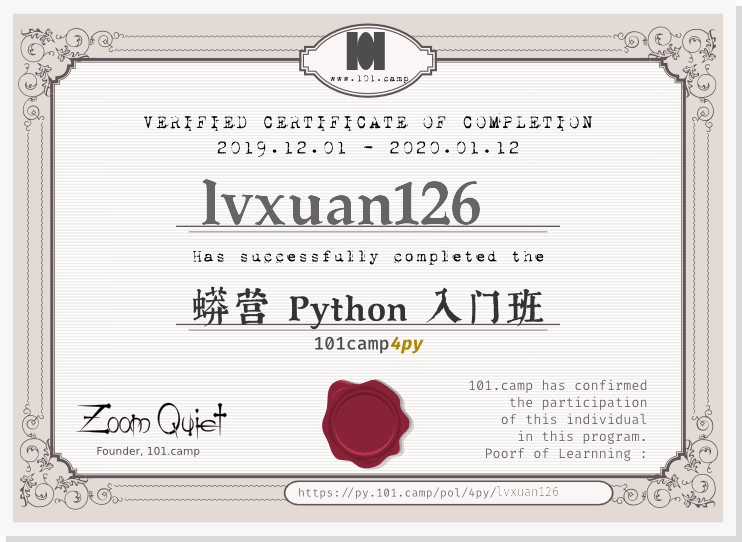 101
www.101.camp
VERIFIED CERTIFICATE OF COMPLETION
2019.12.01 - 2020.01.12
lvxuan126
Has successfully completed the
蟒营 Python 入门班
101camp4py
Zoom Quiet
Founder, 101.camp
101.camp has confirmed
the participation
of this individual
in this program.
Poorf of Learnning :
https://py.101.camp/pol/4py/lvxuan126